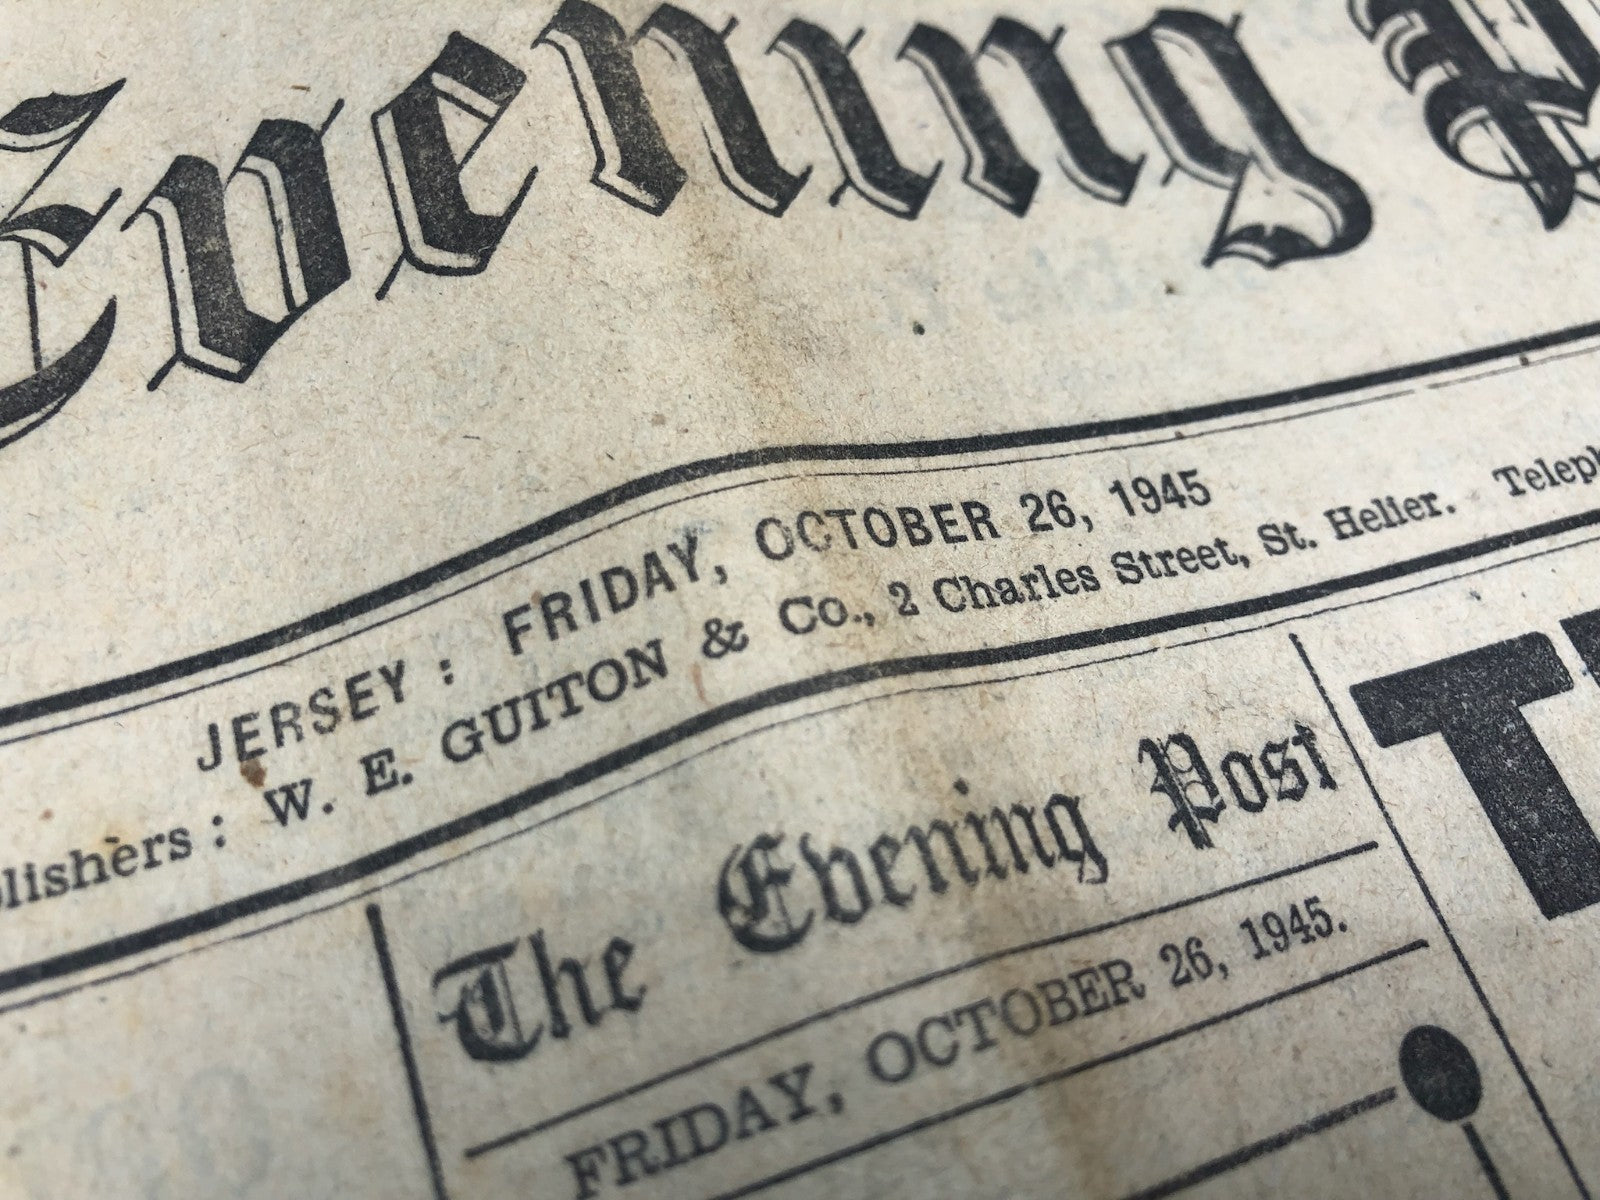 Evening
JERSEY : FRIDAY, OCTOBER 26, 1945
W. E. GUITON & Co., 2 Charles Street, St. Helier.
The Evening Post
FRIDAY, OCTOBER 26, 1945.